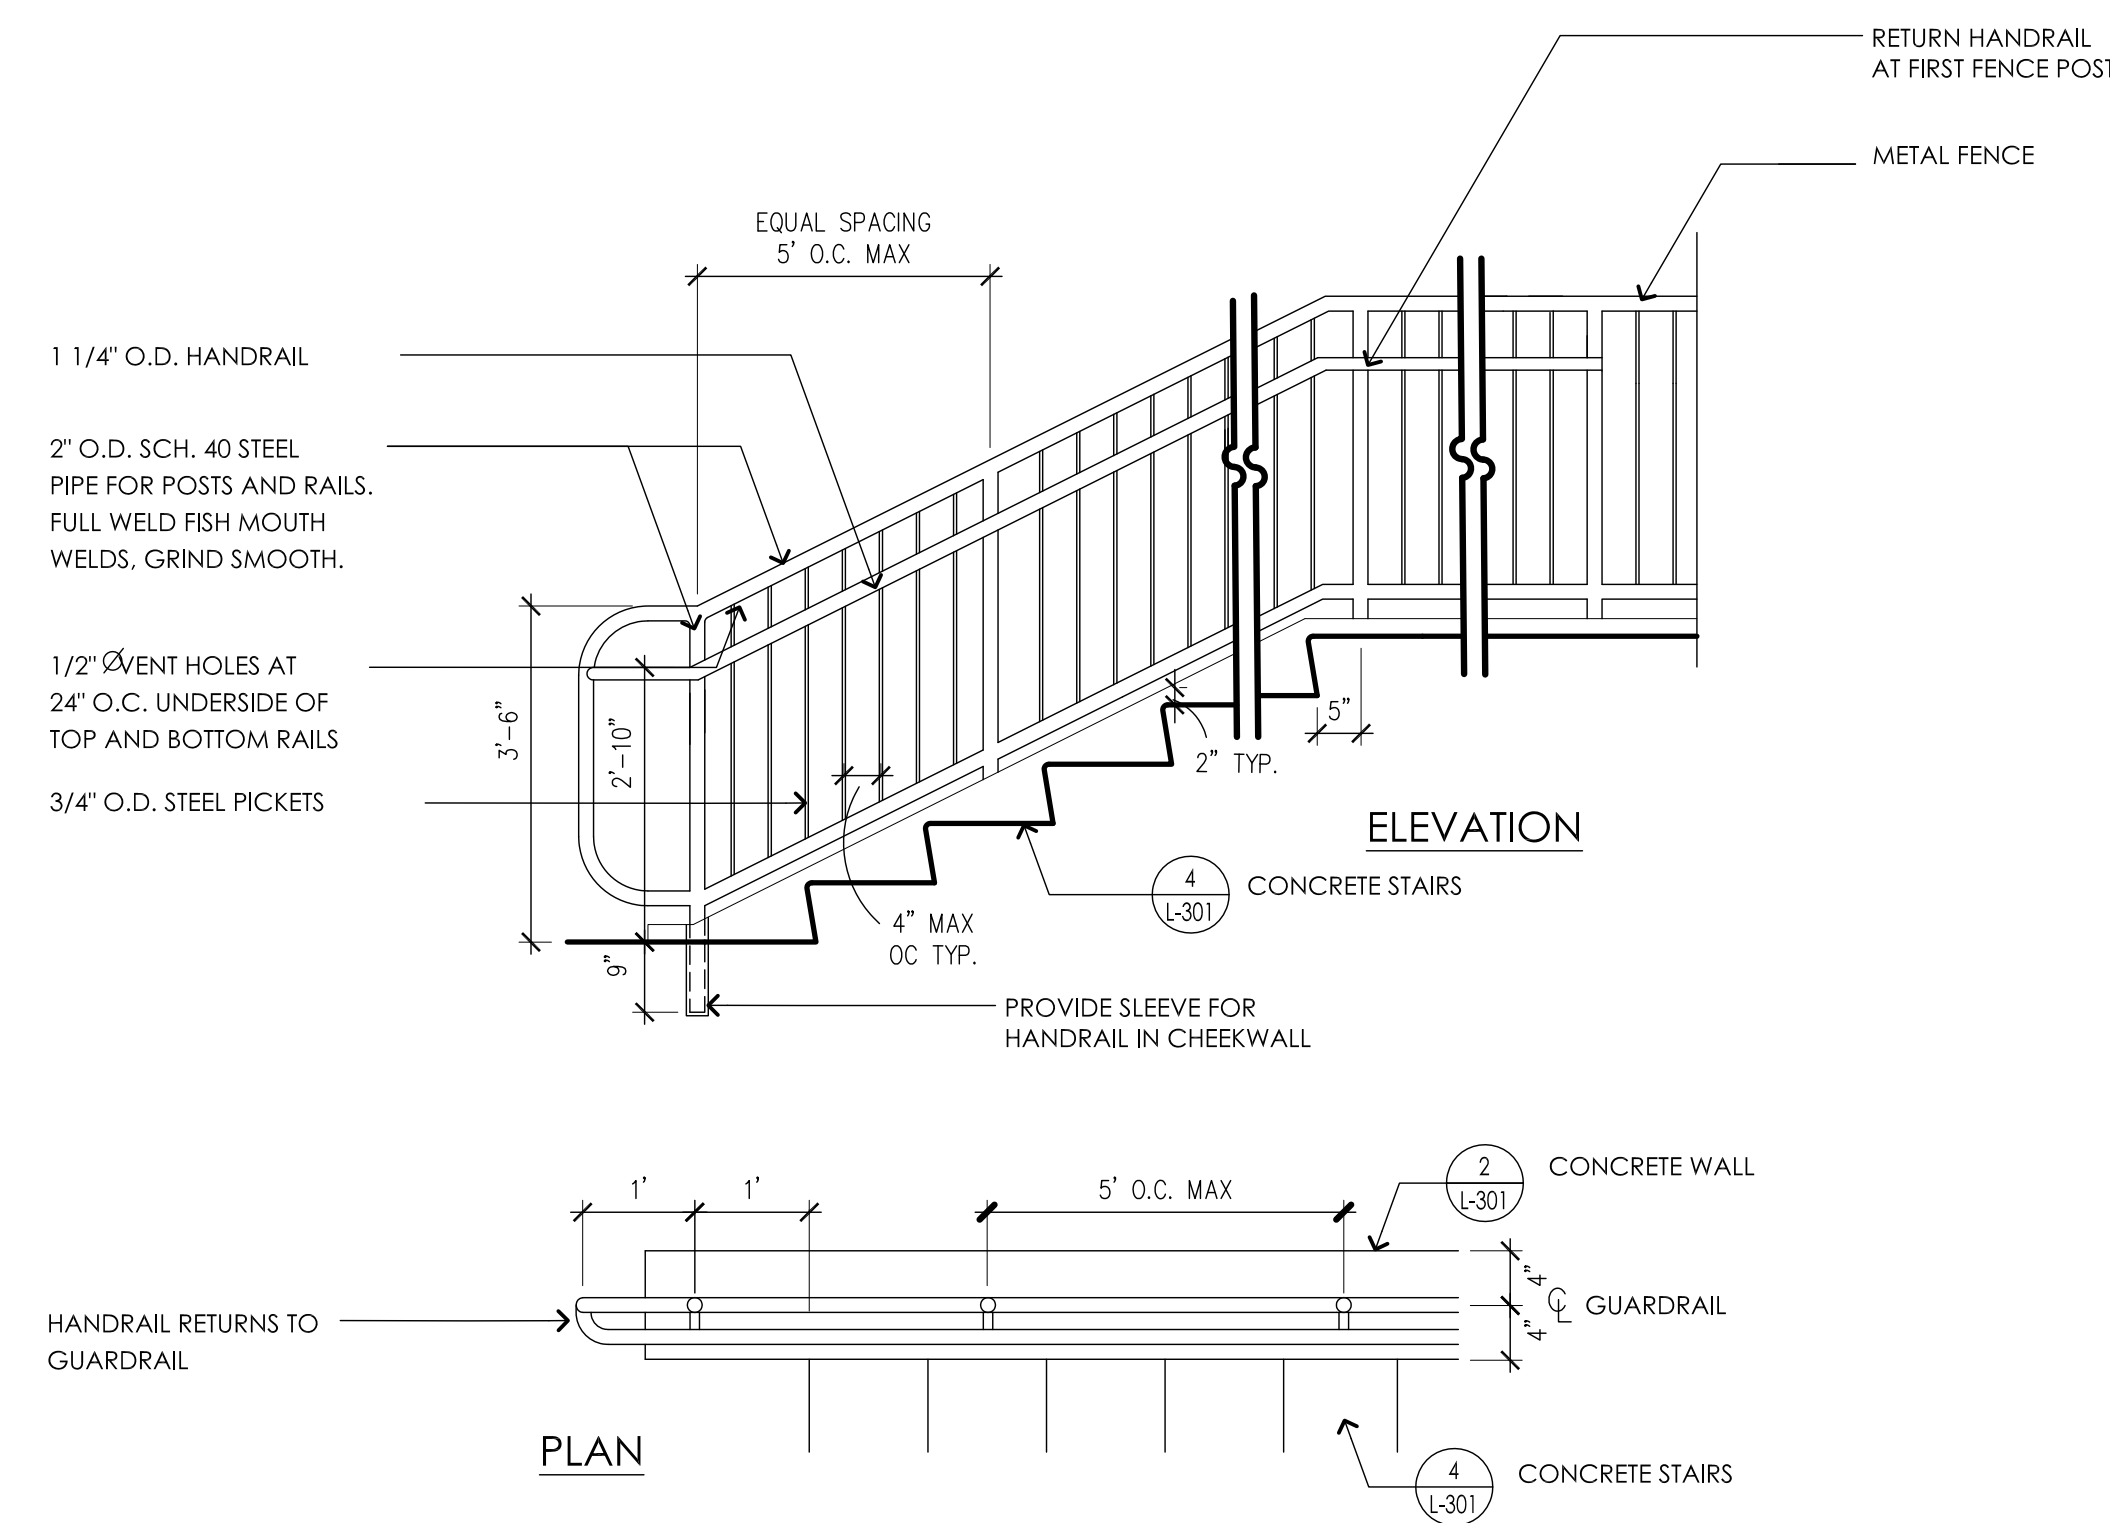 RETURN HANDRAIL
AT FIRST FENCE POST
METAL FENCE
EQUAL SPACING
5' O.C. MAX
1 1/4" O.D. HANDRAIL
2" O.D. SCH. 40 STEEL
PIPE FOR POSTS AND RAILS.
FULL WELD FISH MOUTH
WELDS, GRIND SMOOTH.
1/2" Ø VENT HOLES AT
24" O.C. UNDERSIDE OF
TOP AND BOTTOM RAILS
3/4" O.D. STEEL PICKETS
3'-6"
2'-10"
9"
5"
2" TYP.
ELEVATION
4
L-301
CONCRETE STAIRS
4" MAX
OC TYP.
PROVIDE SLEEVE FOR
HANDRAIL IN CHEEKWALL
1'
1'
5' O.C. MAX
2
L-301
CONCRETE WALL
4"
4"
℄ GUARDRAIL
HANDRAIL RETURNS TO
GUARDRAIL
PLAN
4
L-301
CONCRETE STAIRS